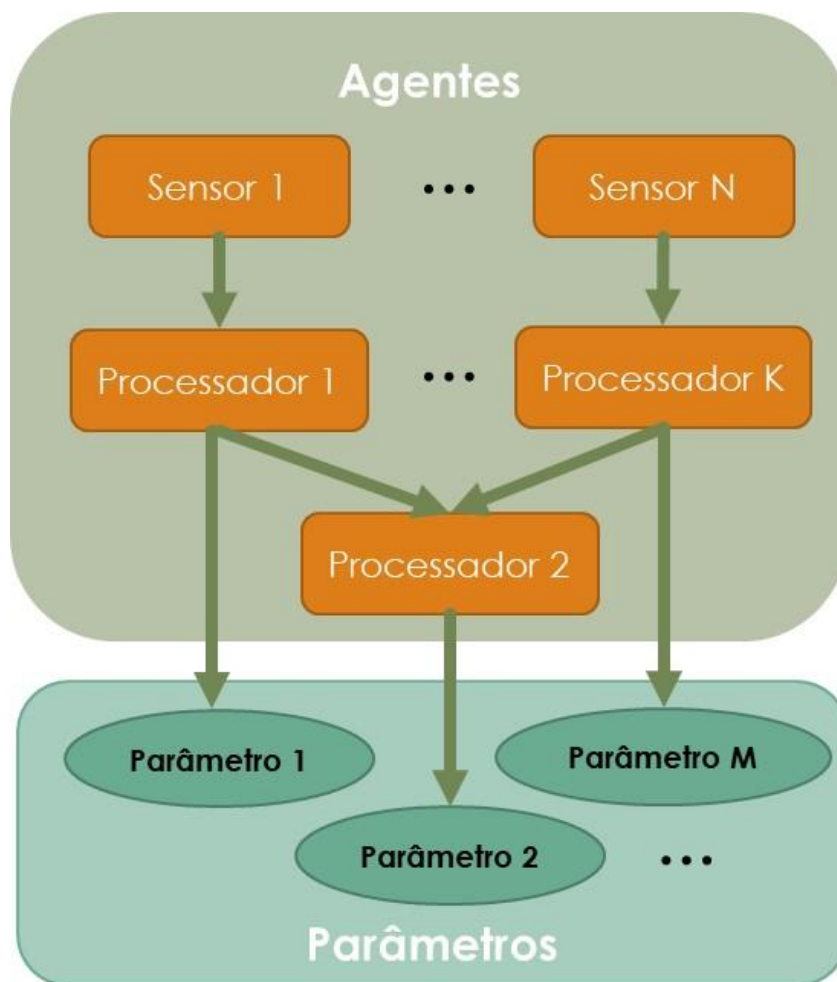 Agentes
Sensor 1 ... Sensor N
Processador 1 ... Processador K
Processador 2
Parâmetro 1 Parâmetro M
Parâmetro 2 ...
Parâmetros